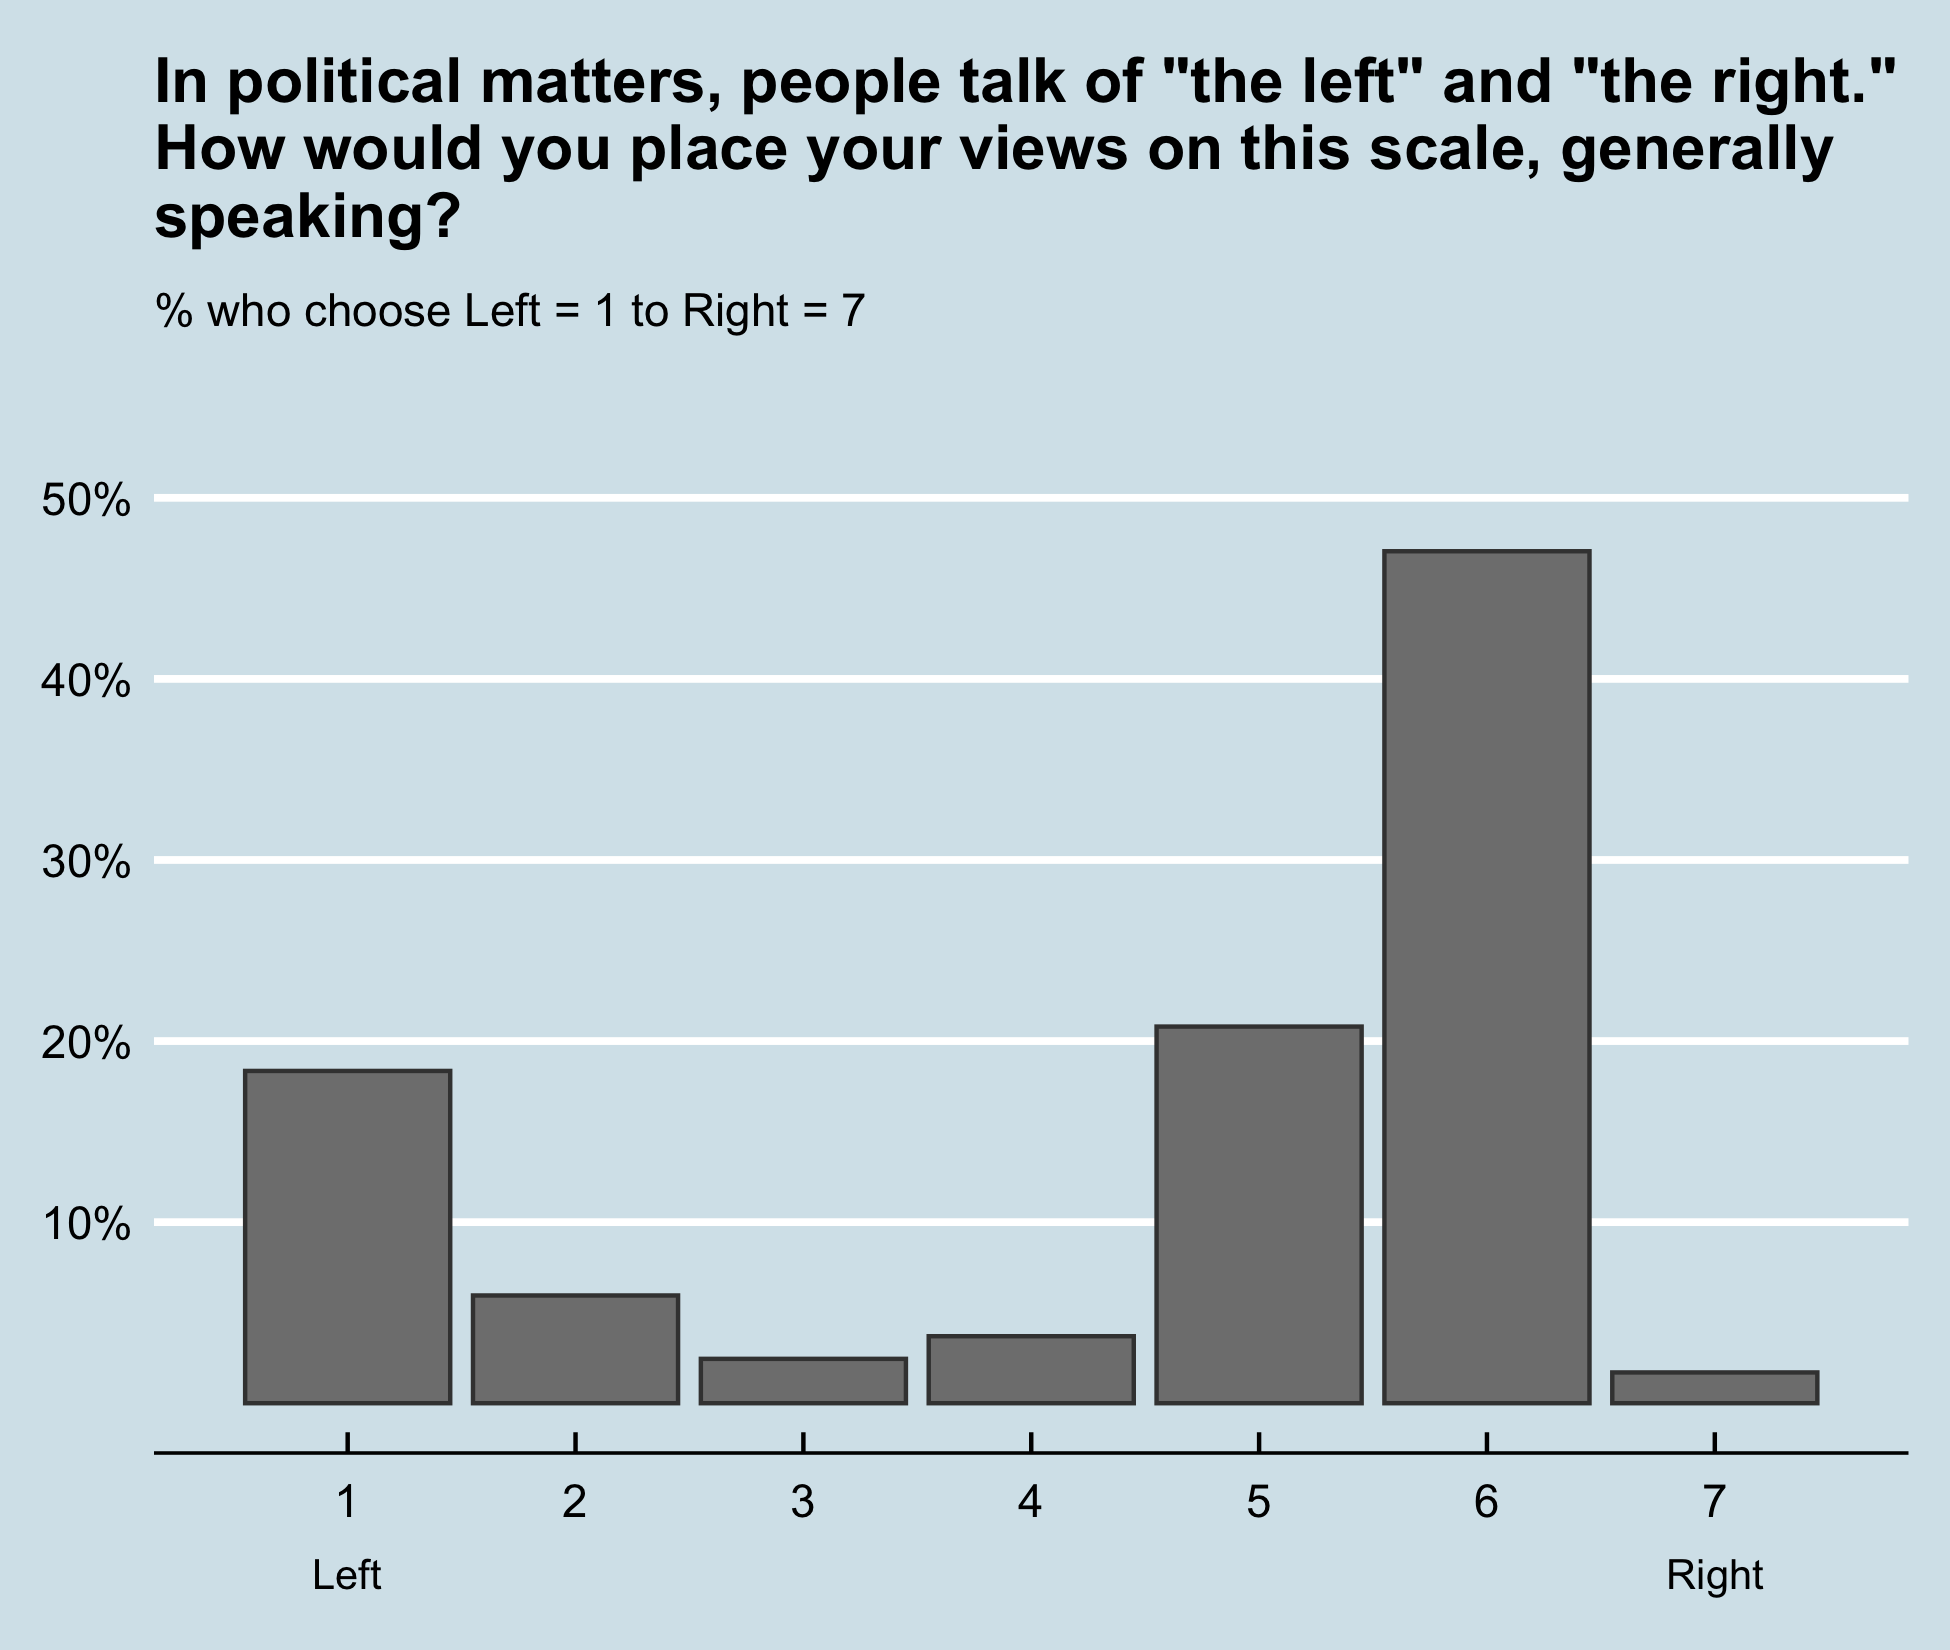 In political matters, people talk of "the left" and "the right."
How would you place your views on this scale, generally
speaking?
% who choose Left = 1 to Right = 7
50%
40%
30%
20%
10%
1 2 3 4 5 6 7
Left Right